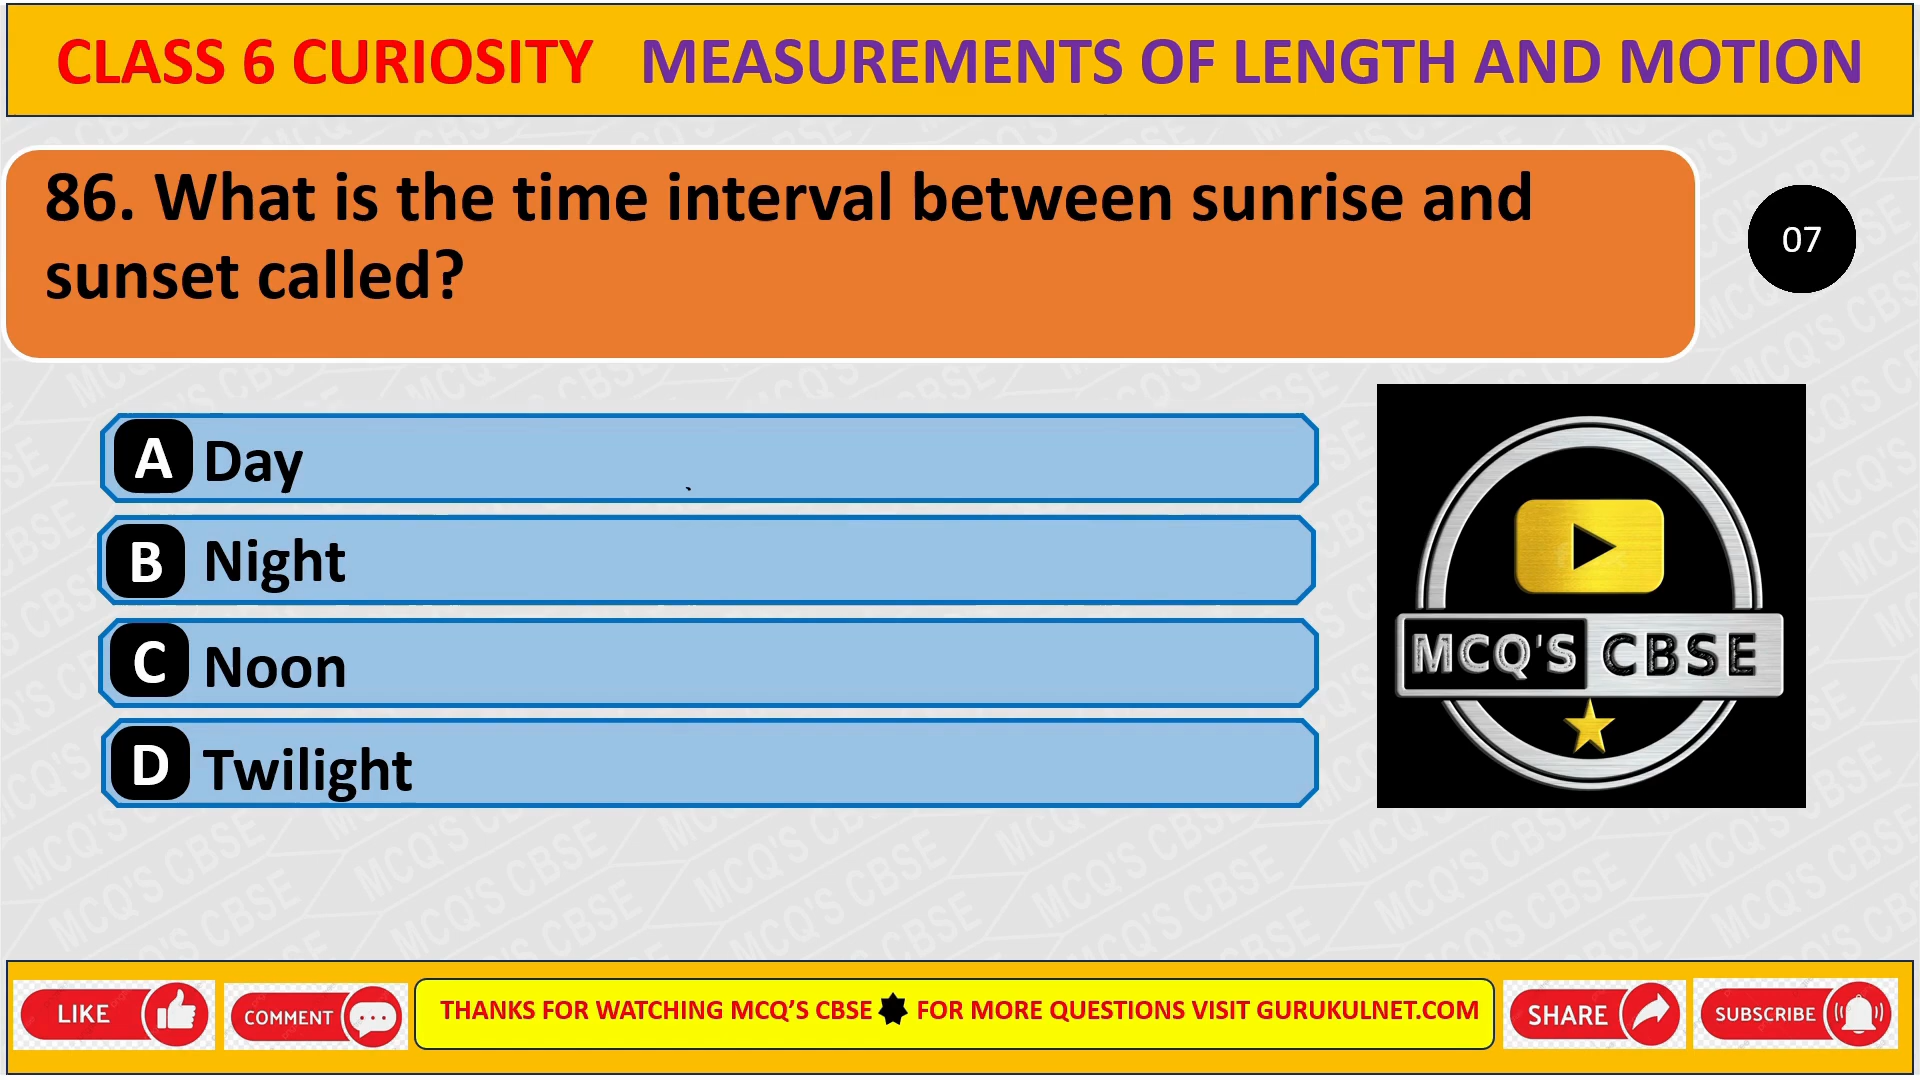 CLASS 6 CURIOSITY MEASUREMENTS OF LENGTH AND MOTION
86. What is the time interval between sunrise and
sunset called?
07
A Day
B Night
C Noon
D Twilight
MCQ'S CBSE
LIKE
COMMENT
THANKS FOR WATCHING MCQ’S CBSE FOR MORE QUESTIONS VISIT GURUKULNET.COM
SHARE
SUBSCRIBE